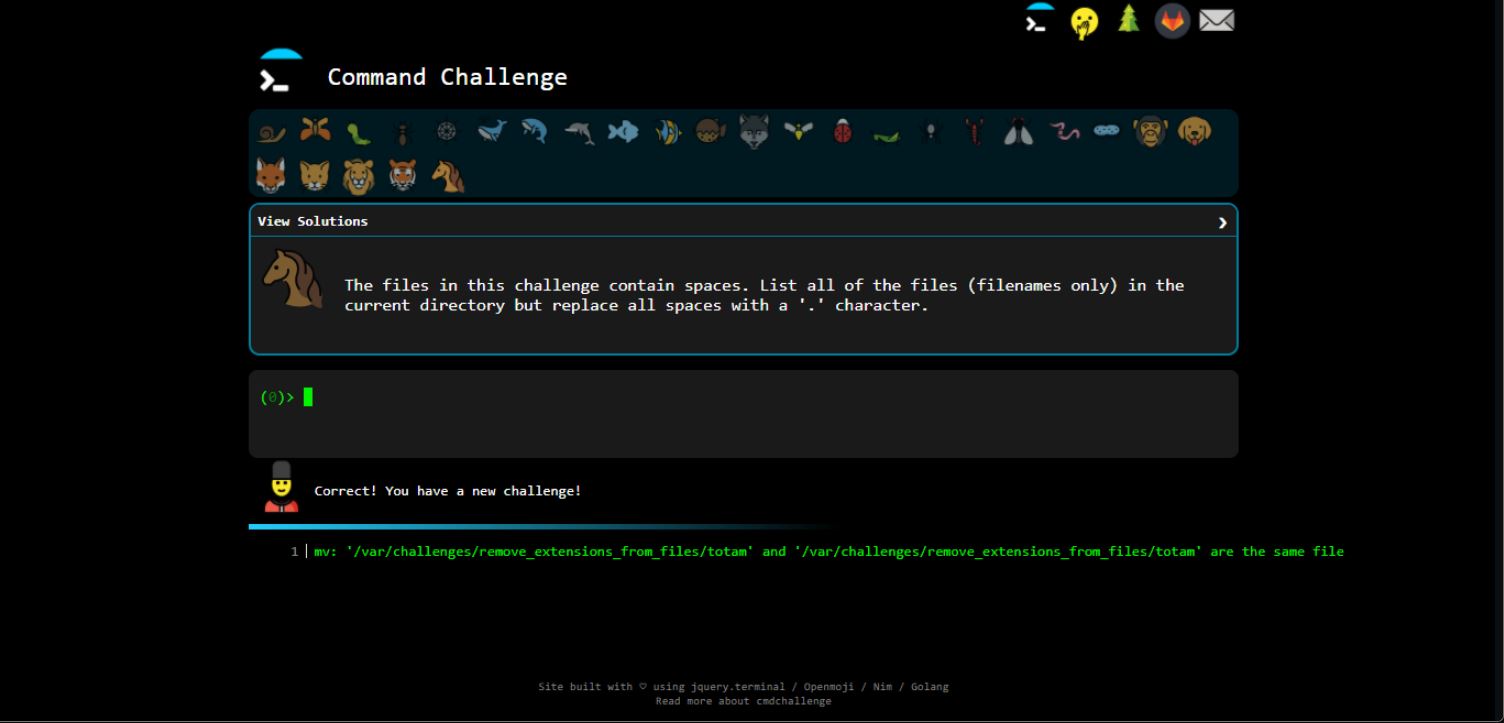 Command Challenge
View Solutions
The files in this challenge contain spaces. List all of the files (filenames only) in the
current directory but replace all spaces with a '.' character.
(0)>
Correct! You have a new challenge!
1 mv: '/var/challenges/remove_extensions_from_files/totam' and '/var/challenges/remove_extensions_from_files/totam' are the same file
Site built with ♡ using jquery.terminal / Openmoji / Nim / Golang
Read more about cmdchallenge